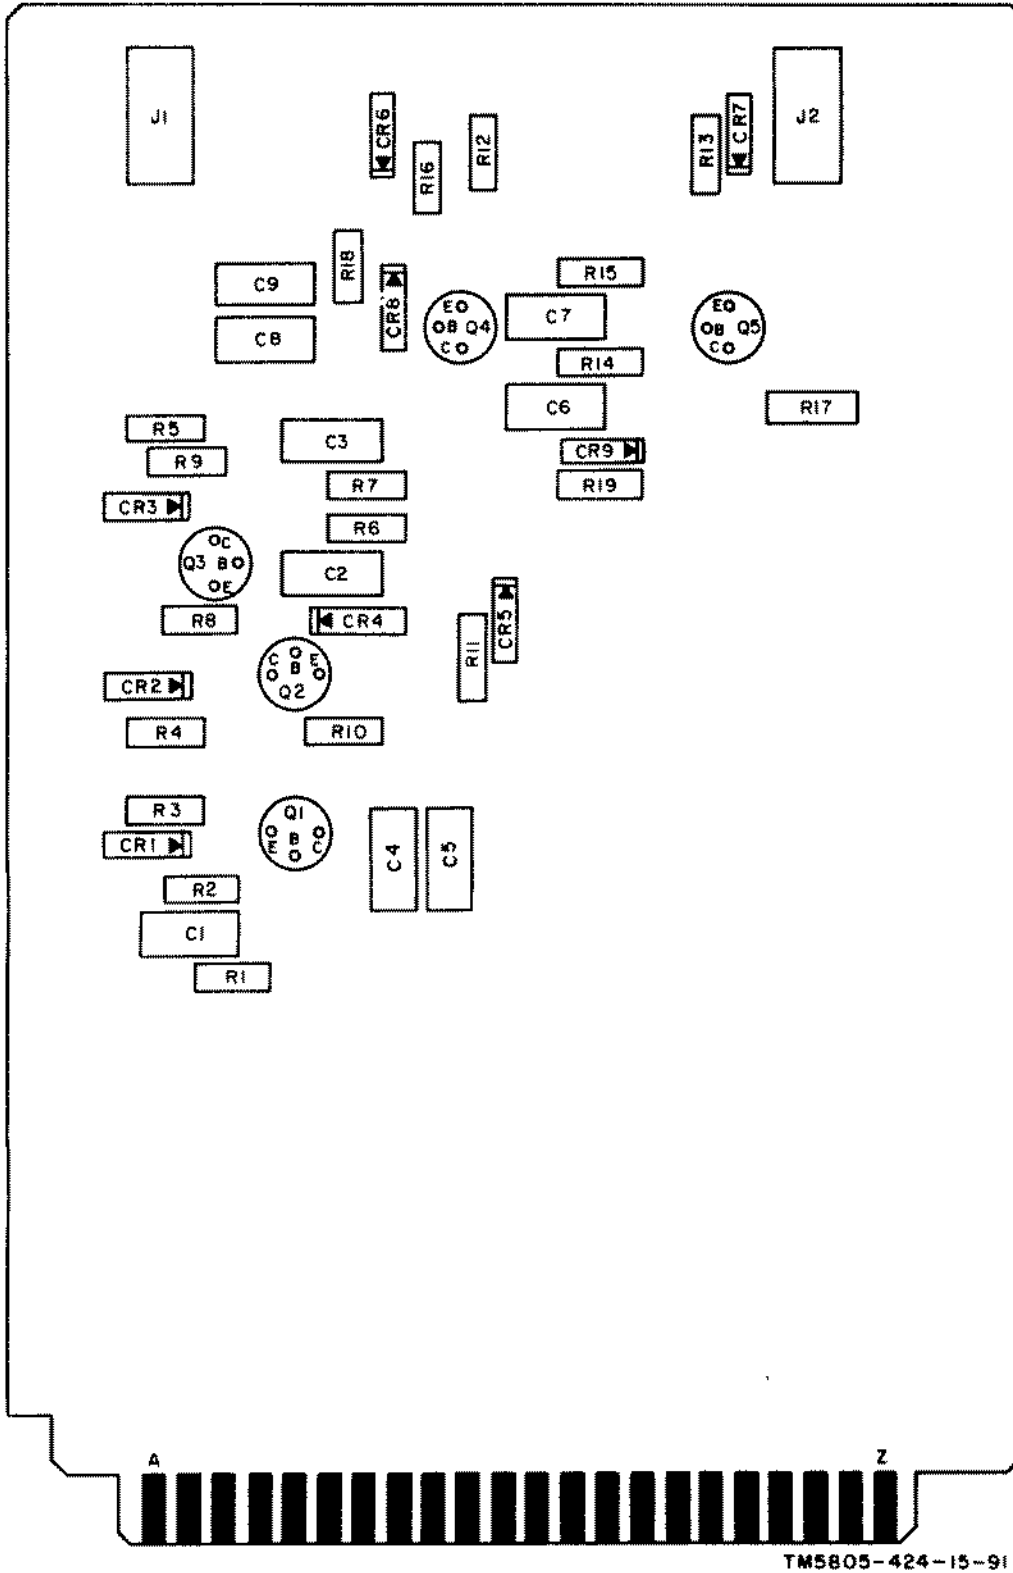 J1
CR6
R16
R12
R13
CR7
J2
C9
R18
CR8
C8
E
B Q4
C
C7
R15
R14
C6
E
B Q5
C
R17
R5
R9
C3
CR9
R19
R7
CR3
R6
C
Q3 B
E
C2
R8
CR4
CR5
R11
C B E
Q2
CR2
R4
R10
R3
CR1
Q1
E B C
C4
C5
R2
C1
R1
A
Z
TM5805-424-15-91